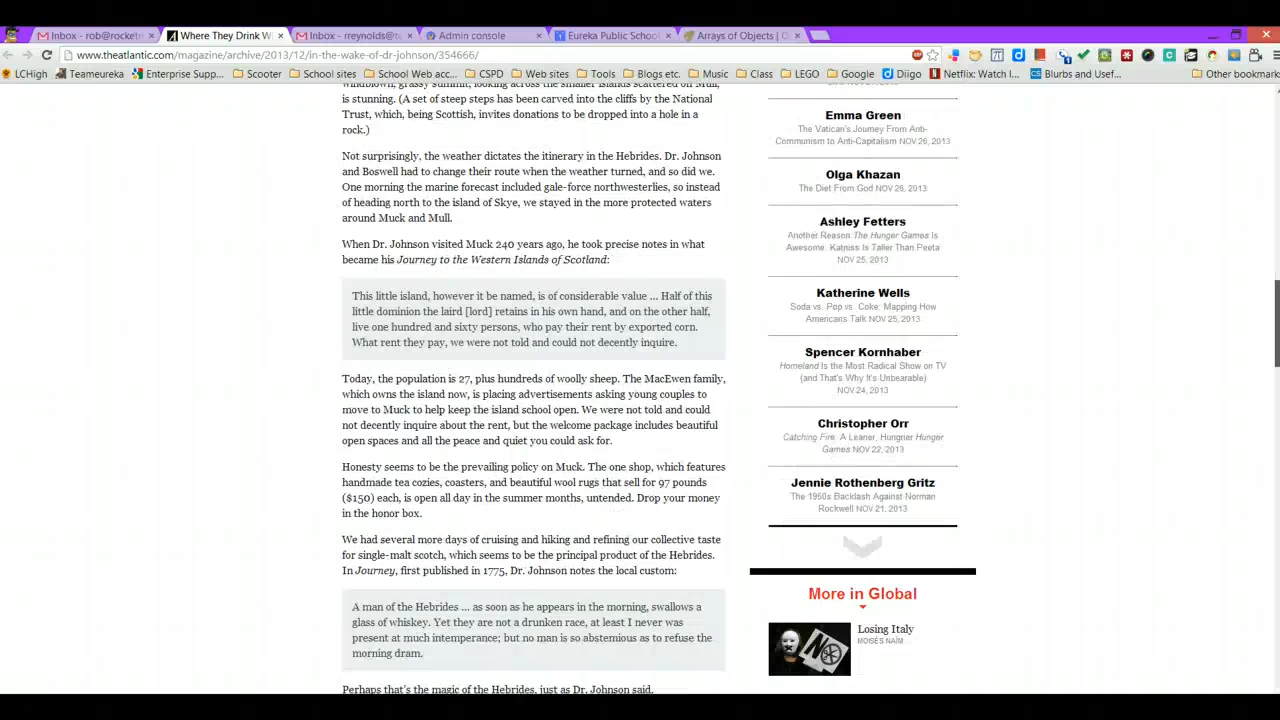 Inbox - rob@rocketr
Where They Drink W
Inbox - rreynolds@te
Admin console
Eureka Public School
Arrays of Objects | O
www.theatlantic.com/magazine/archive/2013/12/in-the-wake-of-dr-johnson/354666/
LCHigh
Teameureka
Enterprise Supp...
Scooter
School sites
School Web acc...
CSPD
Web sites
Tools
Blogs etc.
Music
Class
LEGO
Google
Diigo
Netflix: Watch I...
Blurbs and Usef...
Other bookmark
windblown, grassy summit, looking across the smaller islands scattered off Mull,
is stunning. (A set of steep steps has been carved into the cliffs by the National
Trust, which, being Scottish, invites donations to be dropped into a hole in a
rock.)
Not surprisingly, the weather dictates the itinerary in the Hebrides. Dr. Johnson
and Boswell had to change their route when the weather turned, and so did we.
One morning the marine forecast included gale-force northwesterlies, so instead
of heading north to the island of Skye, we stayed in the more protected waters
around Muck and Mull.
When Dr. Johnson visited Muck 240 years ago, he took precise notes in what
became his Journey to the Western Islands of Scotland:
This little island, however it be named, is of considerable value ... Half of this
little dominion the laird [lord] retains in his own hand, and on the other half,
live one hundred and sixty persons, who pay their rent by exported corn.
What rent they pay, we were not told and could not decently inquire.
Today, the population is 27, plus hundreds of woolly sheep. The MacEwen family,
which owns the island now, is placing advertisements asking young couples to
move to Muck to help keep the island school open. We were not told and could
not decently inquire about the rent, but the welcome package includes beautiful
open spaces and all the peace and quiet you could ask for.
Honesty seems to be the prevailing policy on Muck. The one shop, which features
handmade tea cozies, coasters, and beautiful wool rugs that sell for 97 pounds
($150) each, is open all day in the summer months, untended. Drop your money
in the honor box.
We had several more days of cruising and hiking and refining our collective taste
for single-malt scotch, which seems to be the principal product of the Hebrides.
In Journey, first published in 1775, Dr. Johnson notes the local custom:
A man of the Hebrides ... as soon as he appears in the morning, swallows a
glass of whiskey. Yet they are not a drunken race, at least I never was
present at much intemperance; but no man is so abstemious as to refuse the
morning dram.
Perhaps that's the magic of the Hebrides, just as Dr. Johnson said.
Emma Green
The Vatican's Journey From Anti-
Communism to Anti-Capitalism NOV 26, 2013
Olga Khazan
The Diet From God NOV 26, 2013
Ashley Fetters
Another Reason The Hunger Games Is
Awesome: Katniss Is Taller Than Peeta
NOV 25, 2013
Katherine Wells
Soda vs. Pop vs. Coke: Mapping How
Americans Talk NOV 25, 2013
Spencer Kornhaber
Homeland Is the Most Radical Show on TV
(and That's Why It's Unbearable)
NOV 24, 2013
Christopher Orr
Catching Fire: A Leaner, Hungrier Hunger
Games NOV 22, 2013
Jennie Rothenberg Gritz
The 1950s Backlash Against Norman
Rockwell NOV 21, 2013
More in Global
Losing Italy
MOISÉS NAÍM